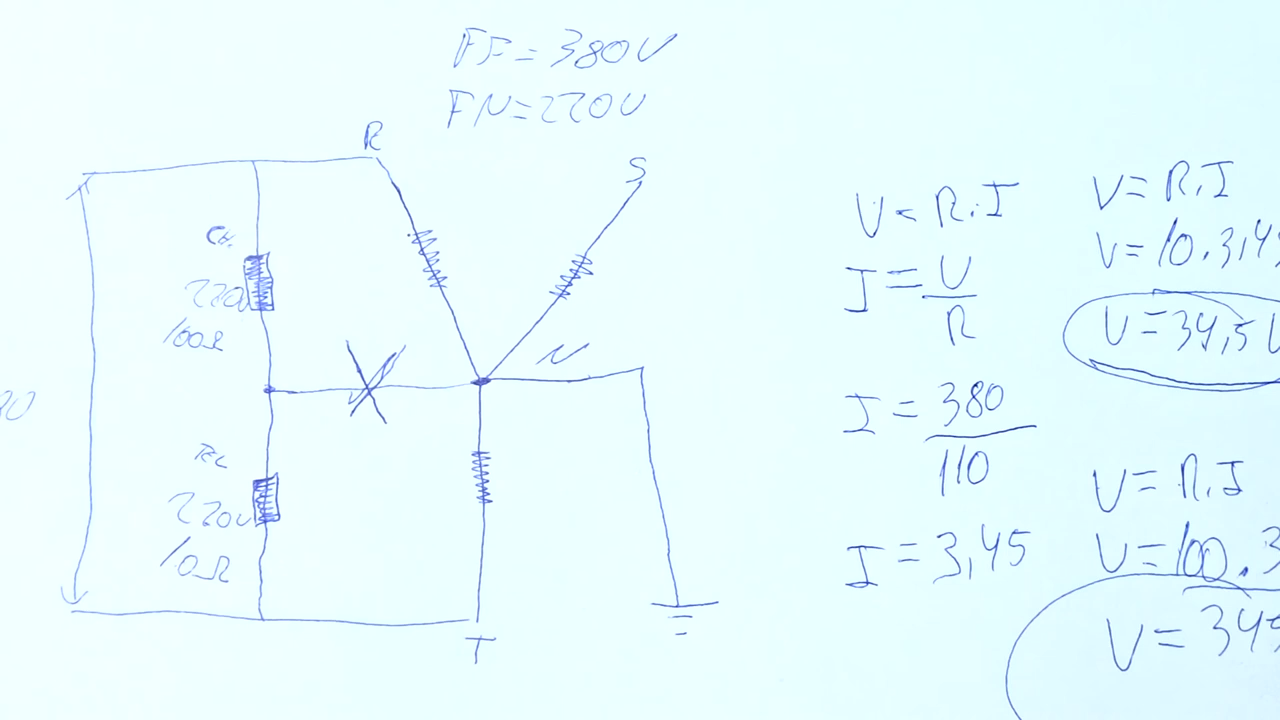 FF=380V
FN=220V
R
S
220V
100Ω
N
220V
10Ω
T
V = R.I
I = V
R
I = 380
110
I = 3,45
V = R.I
V = 10.3,45
V = 34,5 V
V = R.I
V = 100.3
V = 345